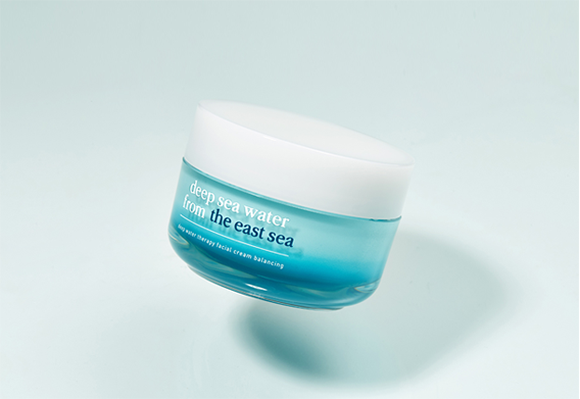 deep sea water
from the east sea
deep water therapy facial cream balancing